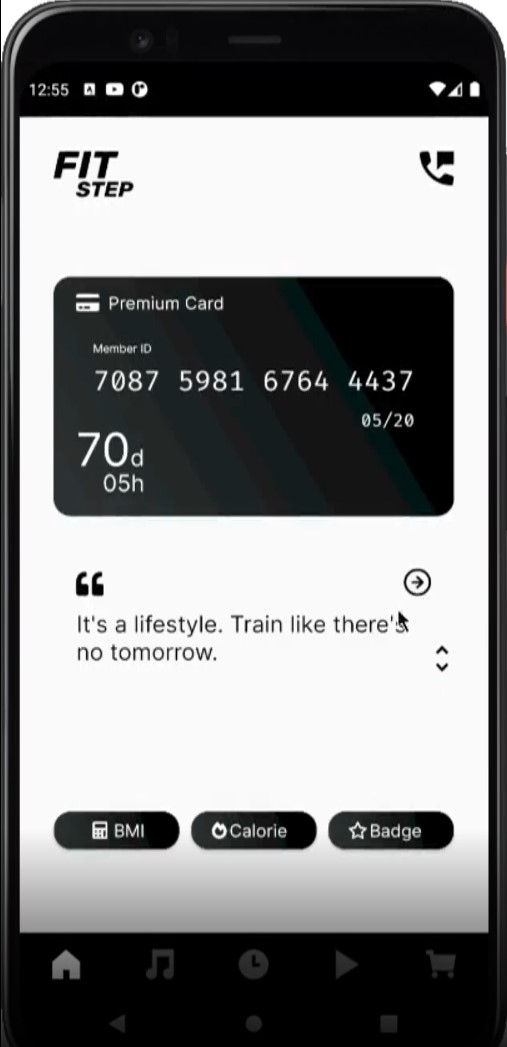 12:55
FIT
STEP
Premium Card
Member ID
7087 5981 6764 4437
05/20
70d
05h
It's a lifestyle. Train like there's
no tomorrow.
BMI
Calorie
Badge